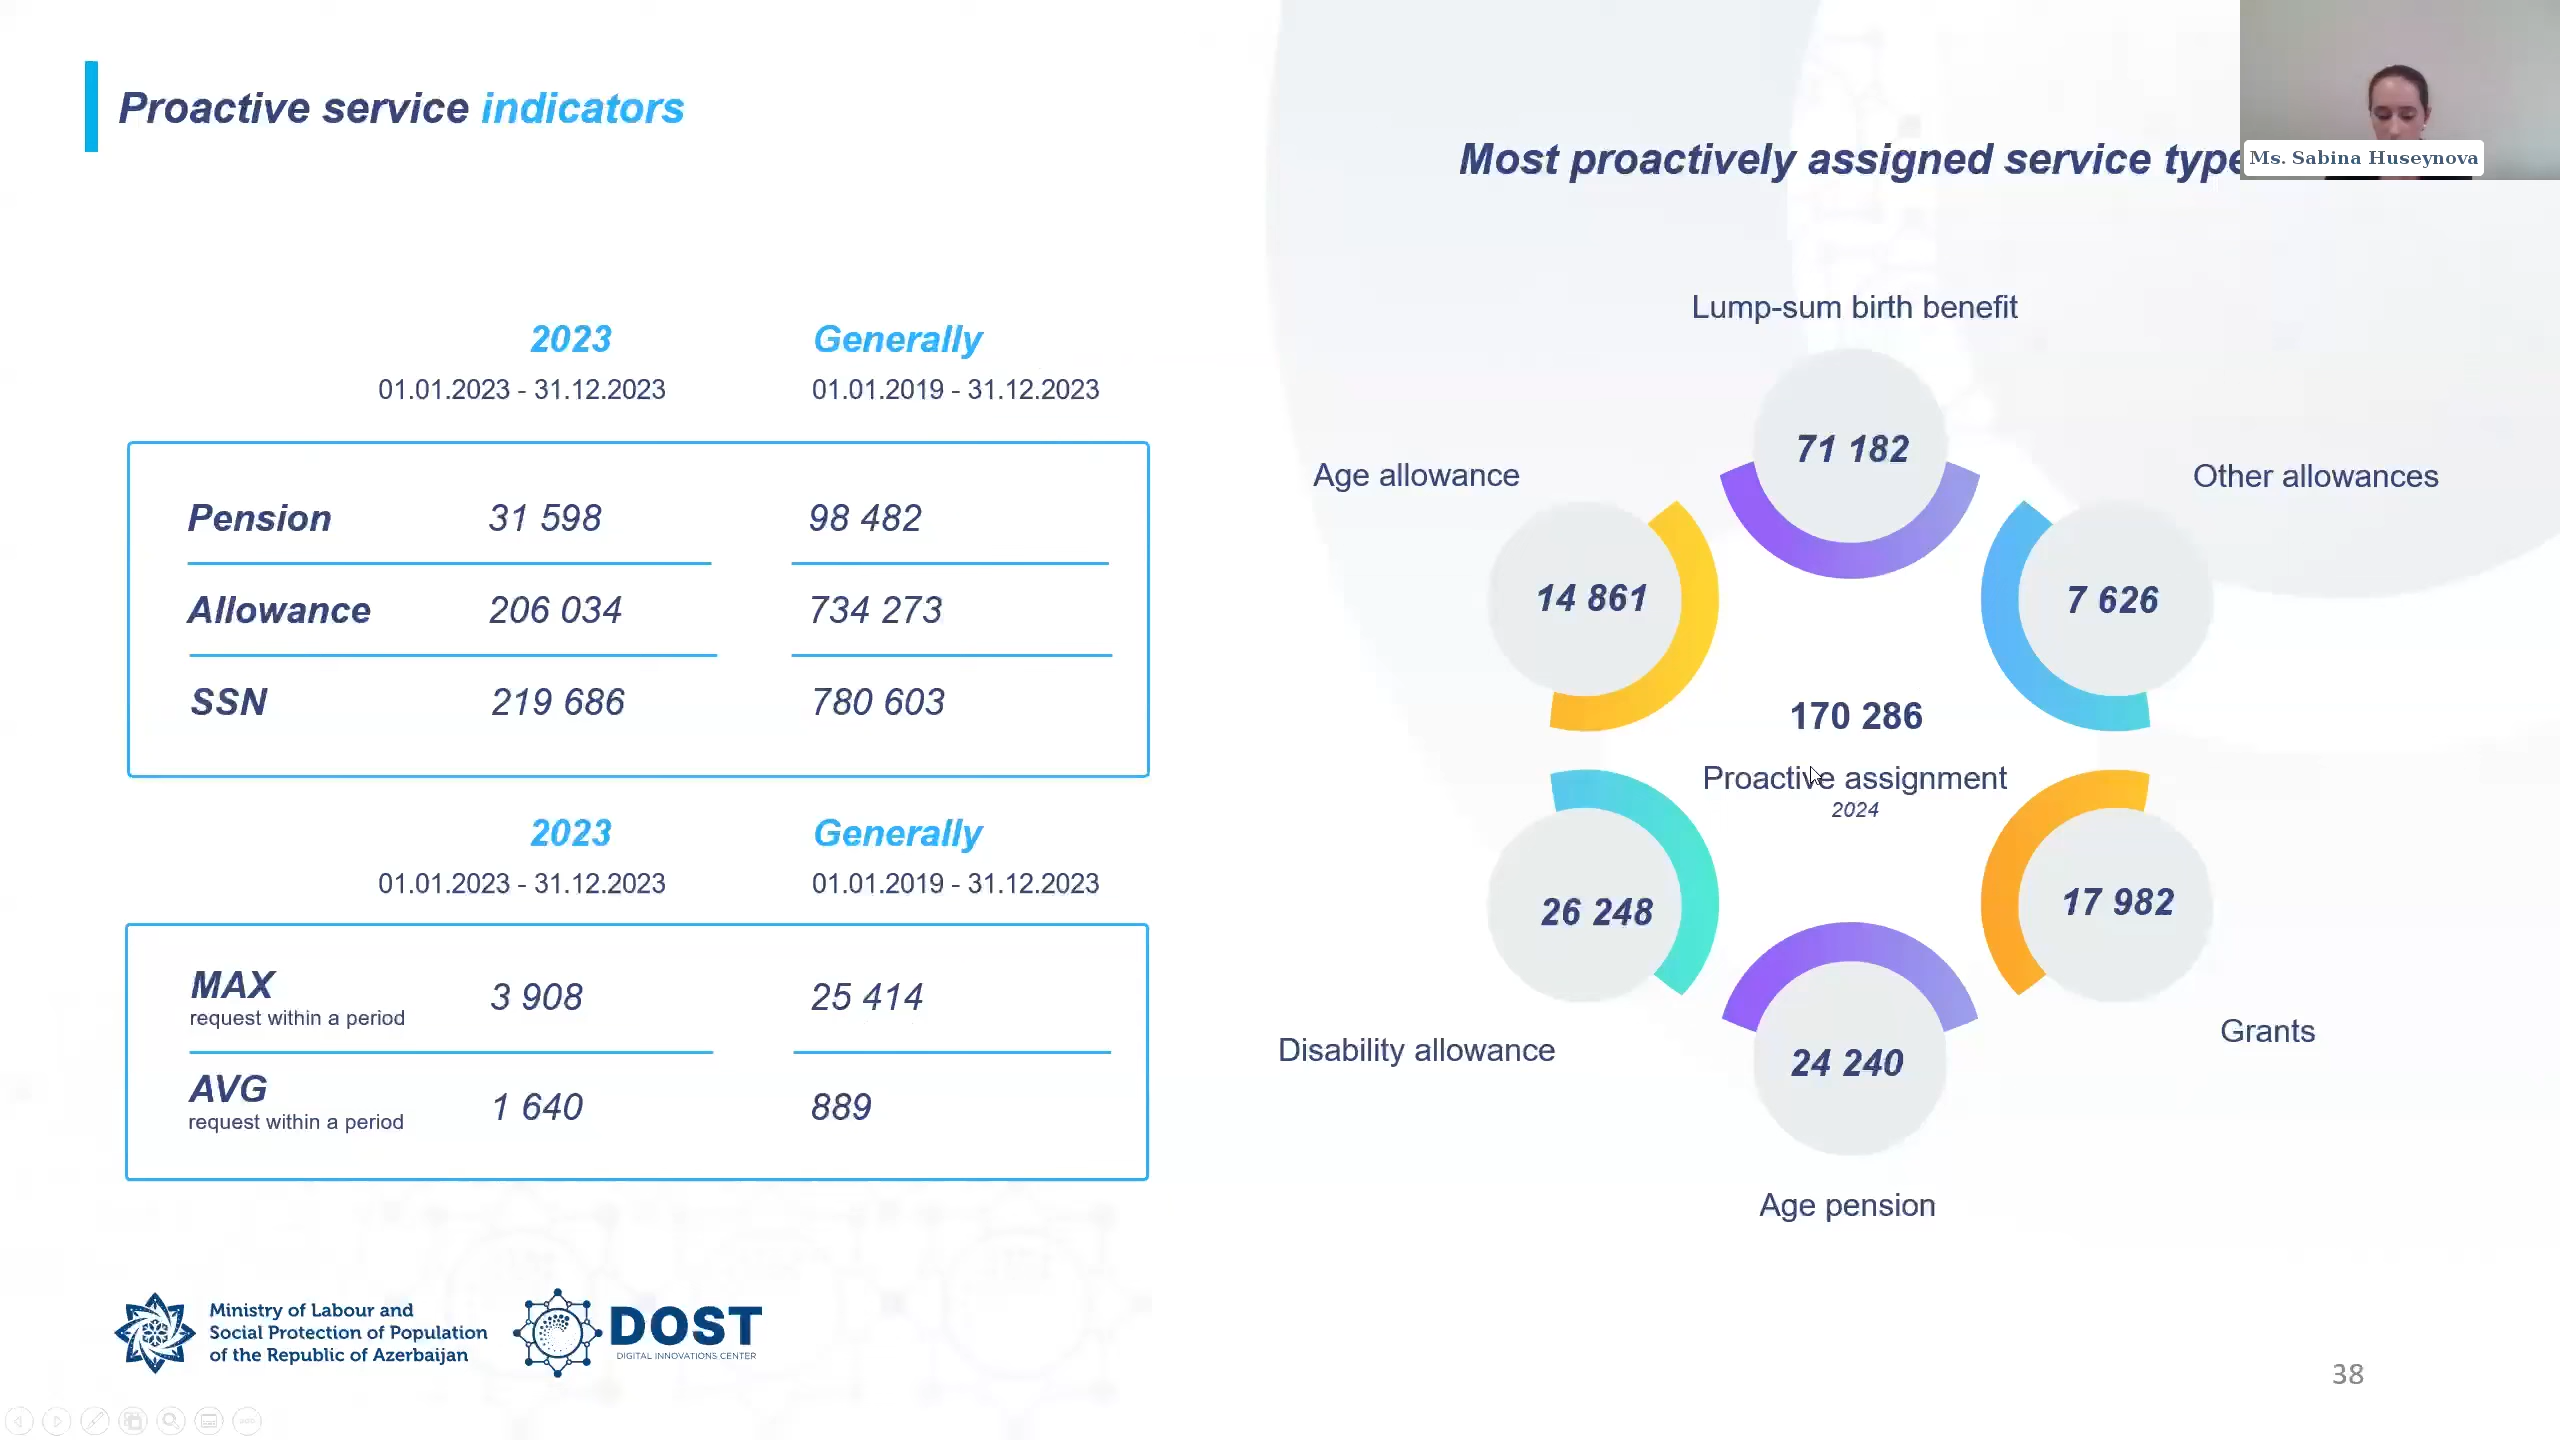 Proactive service indicators
Most proactively assigned service type
Ms. Sabina Huseynova
2023 Generally
01.01.2023 - 31.12.2023 01.01.2019 - 31.12.2023
Pension 31 598 98 482
Allowance 206 034 734 273
SSN 219 686 780 603
2023 Generally
01.01.2023 - 31.12.2023 01.01.2019 - 31.12.2023
MAX 3 908 25 414
request within a period
AVG 1 640 889
request within a period
Lump-sum birth benefit
71 182
Age allowance
14 861
Other allowances
7 626
170 286
Proactive assignment
2024
26 248
Disability allowance
17 982
Grants
24 240
Age pension
Ministry of Labour and
Social Protection of Population
of the Republic of Azerbaijan
DOST
DIGITAL INNOVATIONS CENTER
38